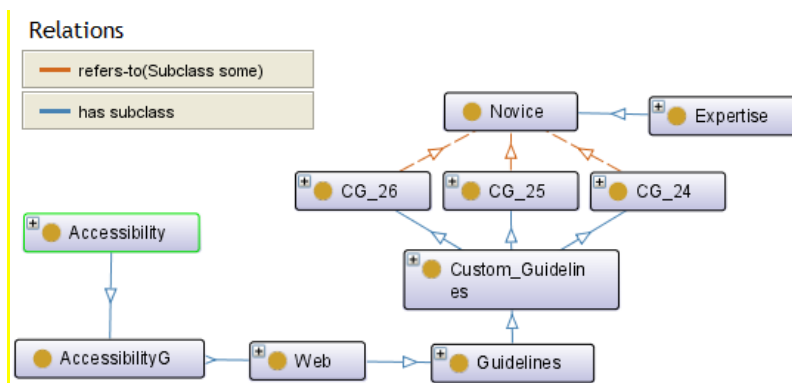 Relations
refers-to(Subclass some)
has subclass
Novice
Expertise
CG_26
CG_25
CG_24
Accessibility
Custom_Guidelin
es
AccessibilityG
Web
Guidelines